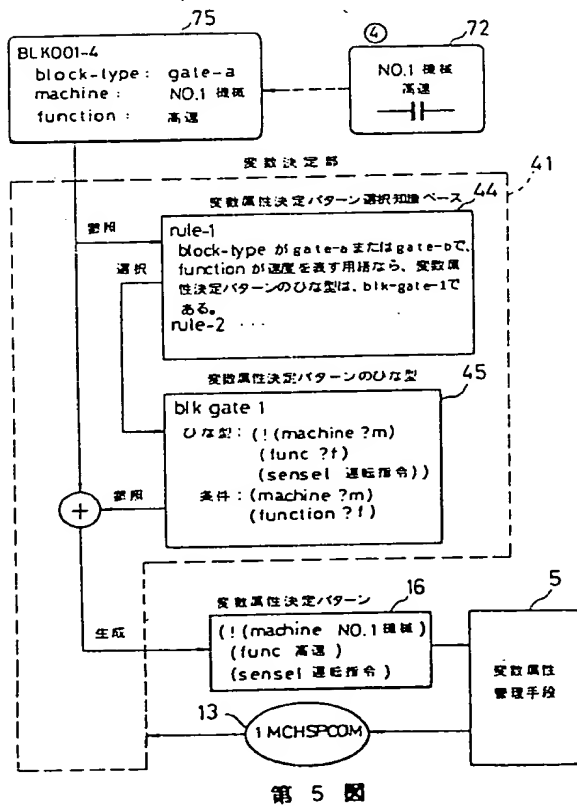 75
BLK001-4
block-type: gate-a
machine: NO.1 機械
function: 高速
④
72
NO.1 機械
高速
変数決定部
41
変数属性決定パターン選択知識ベース
44
参照
rule-1
block-type が gate-a または gate-b で、
function が速度を表す用語なら、変数属
性決定パターンのひな型は、blk-gate-1 で
ある。
rule-2 ...
選択
変数属性決定パターンのひな型
45
blk gate 1
ひな型：(!(machine ?m)
(func ?f)
(sensel 運転指令))
条件：(machine ?m)
(function ?f)
参照
+
変数属性決定パターン
16
5
生成
(!(machine NO.1 機械)
(func 高速)
(sensel 運転指令)
変数属性
管理手段
13
1MCHSPCOM
第 5 図